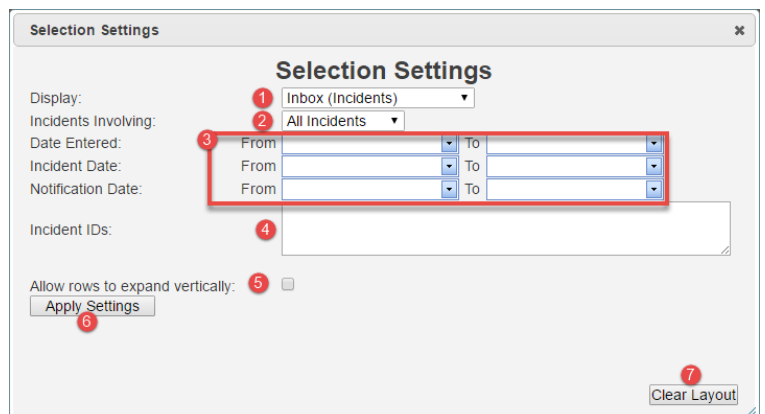 Selection Settings
Selection Settings
Display: 1 Inbox (Incidents)
Incidents Involving: 2 All Incidents
Date Entered: 3 From To
Incident Date: From To
Notification Date: From To
Incident IDs: 4
Allow rows to expand vertically: 5
Apply Settings
6
7
Clear Layout